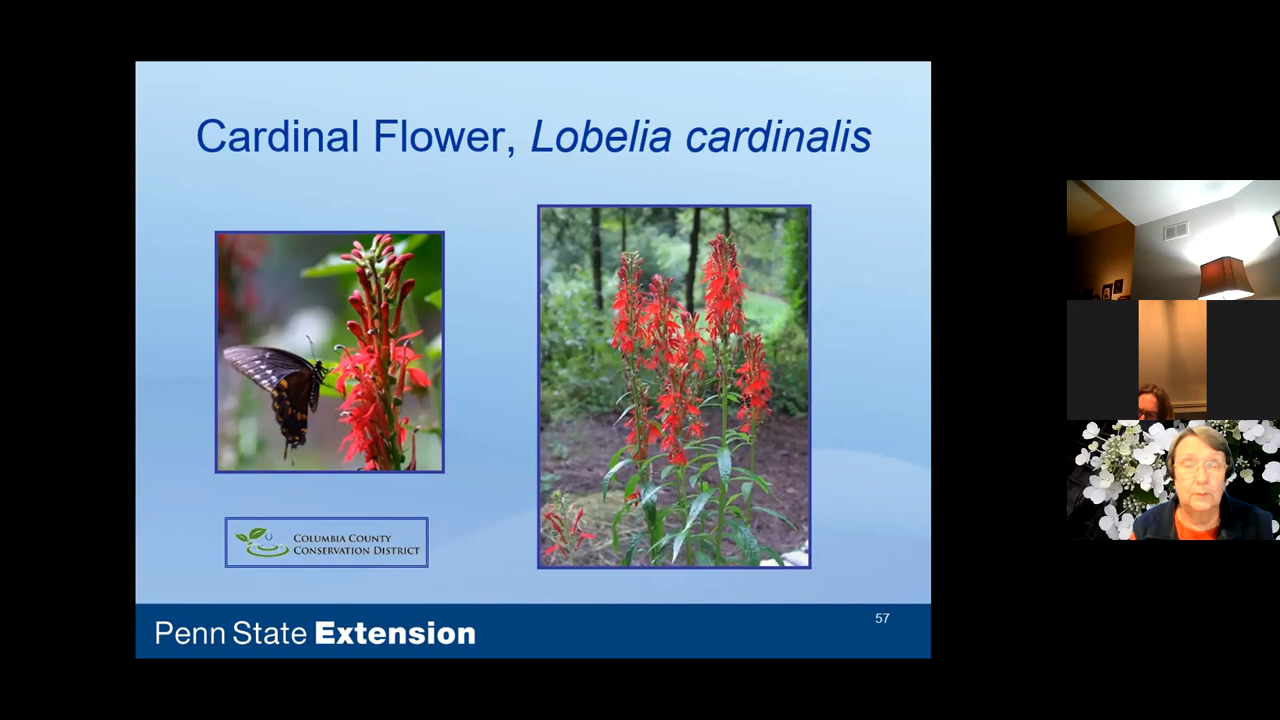 Cardinal Flower, Lobelia cardinalis
COLUMBIA COUNTY
CONSERVATION DISTRICT
57
Penn State Extension